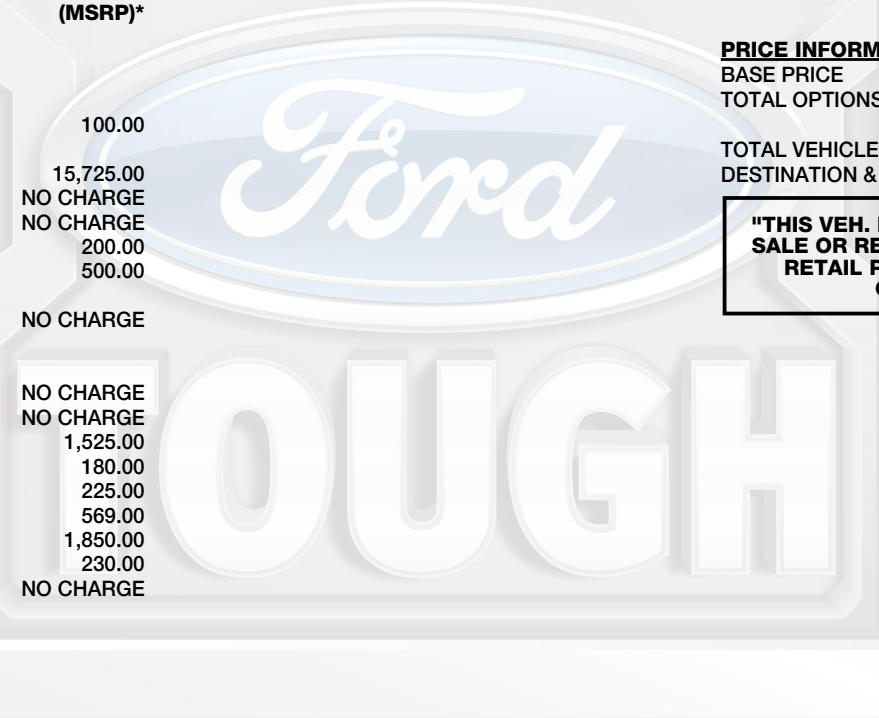 (MSRP)*
100.00
15,725.00
NO CHARGE
NO CHARGE
200.00
500.00
NO CHARGE
NO CHARGE
NO CHARGE
1,525.00
180.00
225.00
569.00
1,850.00
230.00
NO CHARGE
Ford
TOUGH
PRICE
BASE PRICE
TOTAL OPTIONS
TOTAL VEHICLE
DESTINATION &
"THIS VEH.
SALE OR
RETAIL